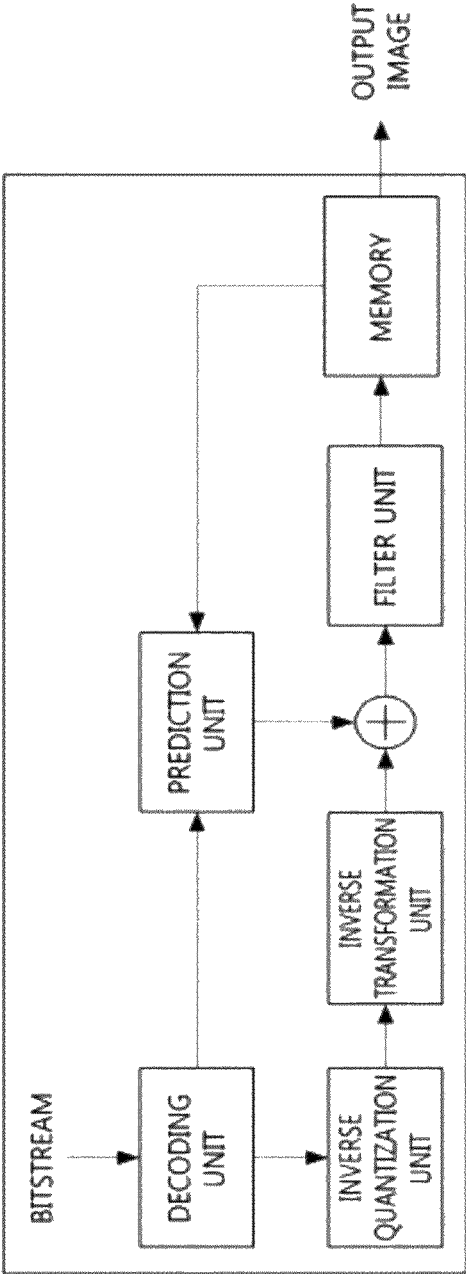 BITSTREAM
DECODING
UNIT
PREDICTION
UNIT
INVERSE
QUANTIZATION
UNIT
INVERSE
TRANSFORMATION
UNIT
FILTER UNIT
MEMORY
OUTPUT
IMAGE